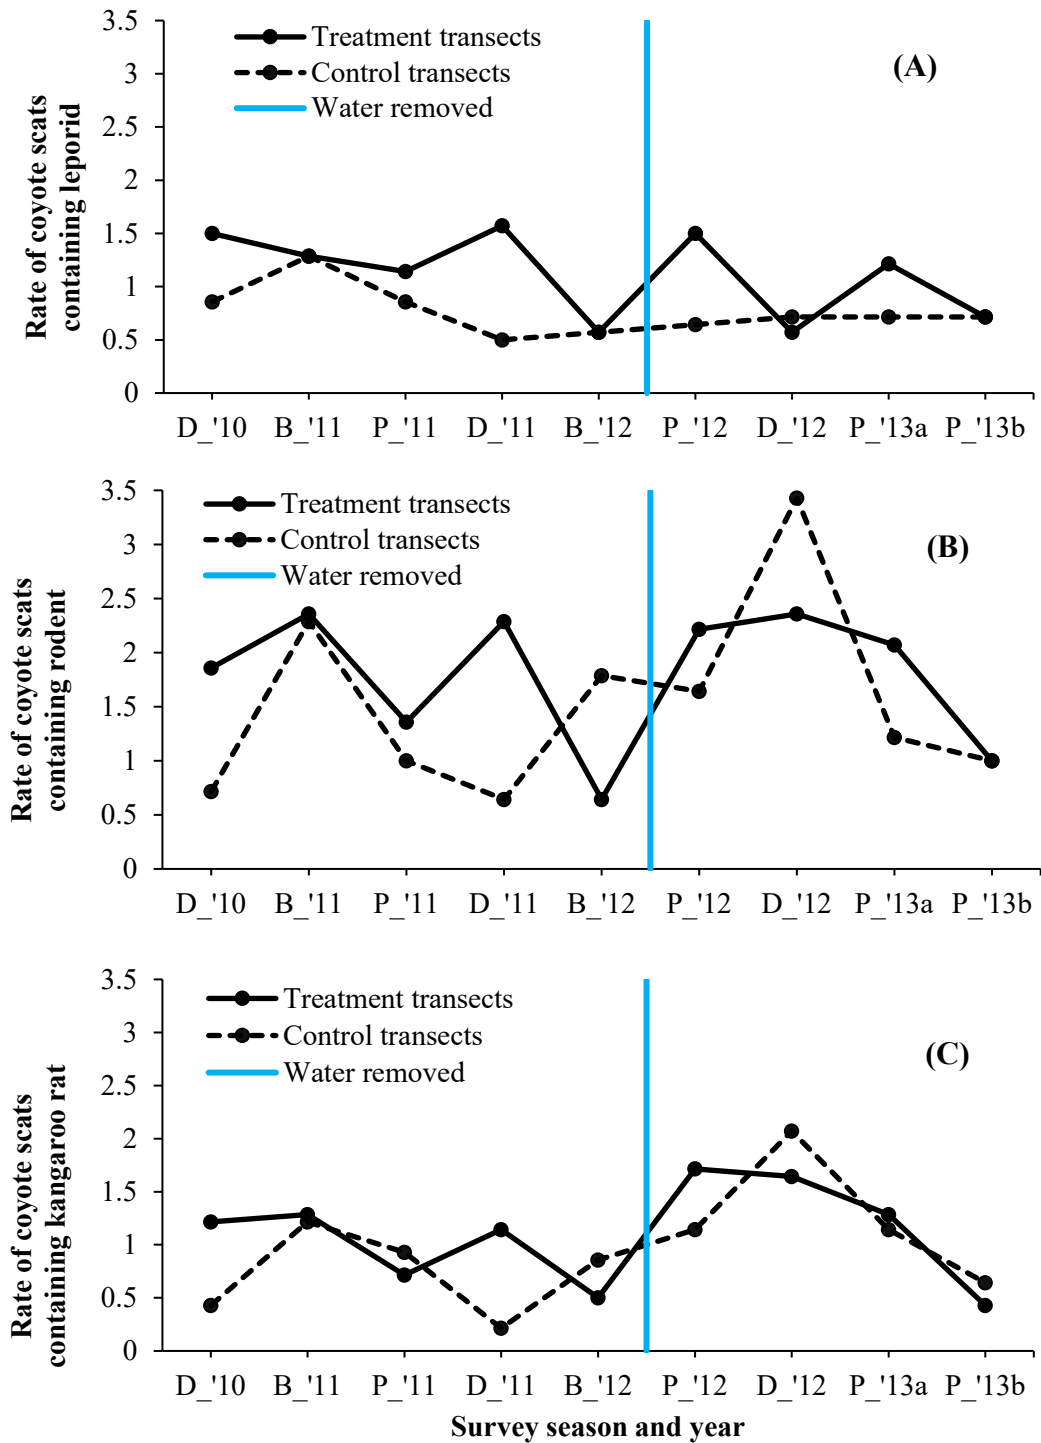 3.5
3
2.5
2
1.5
1
0.5
0
Rate of coyote scats
containing leporid
Treatment transects
Control transects
Water removed
(A)
D_'10 B_'11 P_'11 D_'11 B_'12 P_'12 D_'12 P_'13a P_'13b
3.5
3
2.5
2
1.5
1
0.5
0
Rate of coyote scats
containing rodent
Treatment transects
Control transects
Water removed
(B)
D_'10 B_'11 P_'11 D_'11 B_'12 P_'12 D_'12 P_'13a P_'13b
3.5
3
2.5
2
1.5
1
0.5
0
Rate of coyote scats
containing kangaroo rat
Treatment transects
Control transects
Water removed
(C)
D_'10 B_'11 P_'11 D_'11 B_'12 P_'12 D_'12 P_'13a P_'13b
Survey season and year